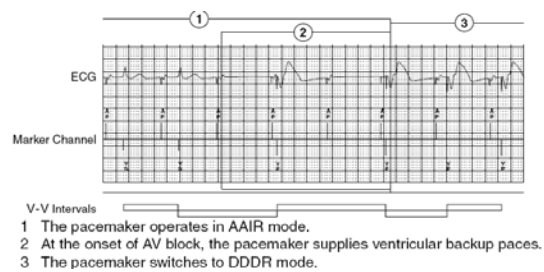 1
2
3
ECG
A P A P A P A P A P A P A P A P
Marker Channel
V S V S V P V P V P V P
V-V Intervals
1 The pacemaker operates in AAIR mode.
2 At the onset of AV block, the pacemaker supplies ventricular backup paces.
3 The pacemaker switches to DDDR mode.